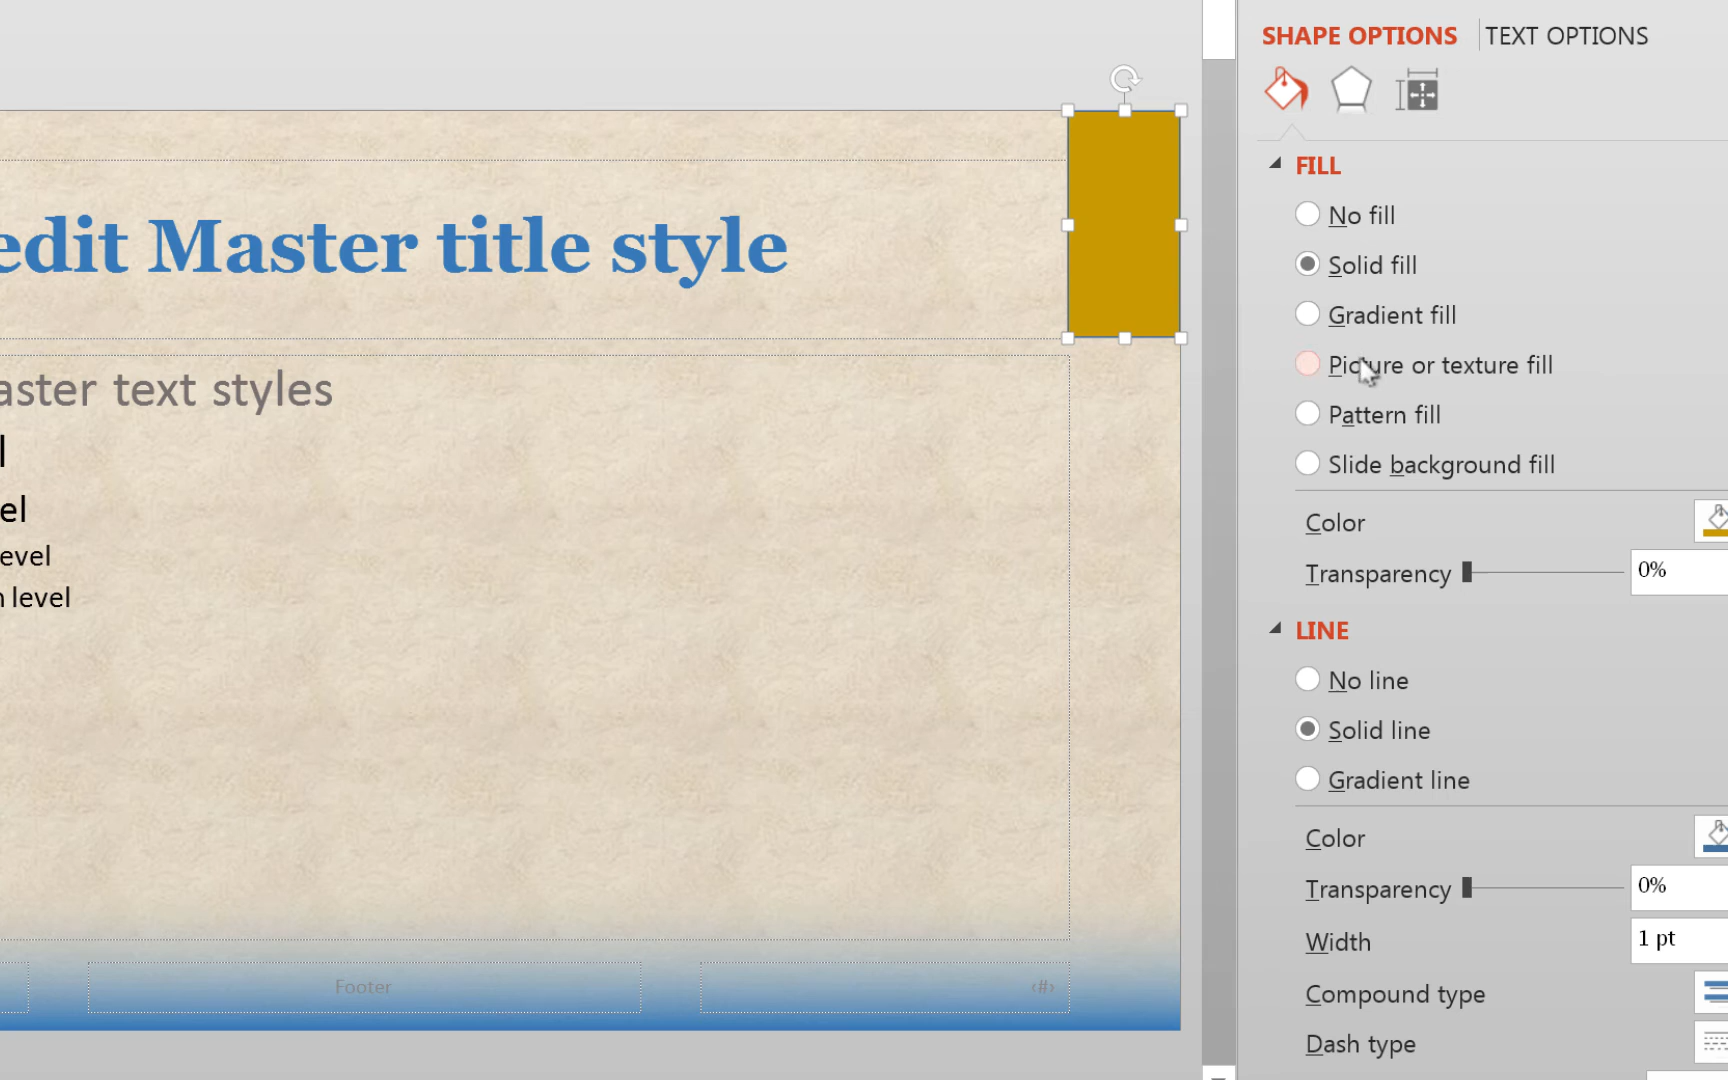 SHAPE OPTIONS
TEXT OPTIONS
FILL
No fill
Solid fill
Gradient fill
Picture or texture fill
Pattern fill
Slide background fill
Color
Transparency
0%
LINE
No line
Solid line
Gradient line
Color
Transparency
0%
Width
1 pt
Compound type
Dash type
edit Master title style
aster text styles
l
el
evel
level
Footer
‹#›